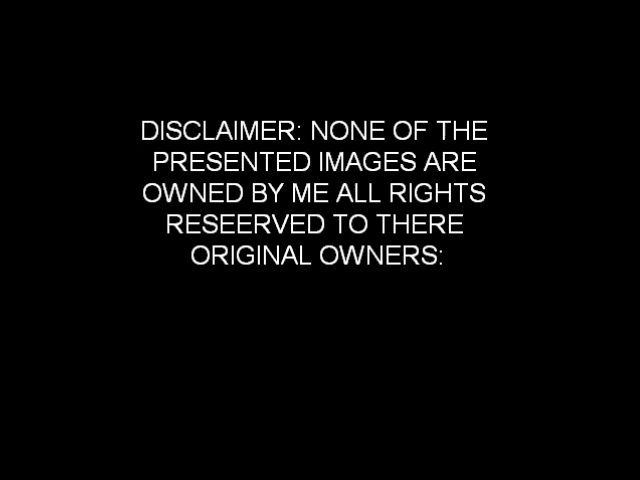 DISCLAIMER: NONE OF THE
PRESENTED IMAGES ARE
OWNED BY ME ALL RIGHTS
RESEERVED TO THERE
ORIGINAL OWNERS: